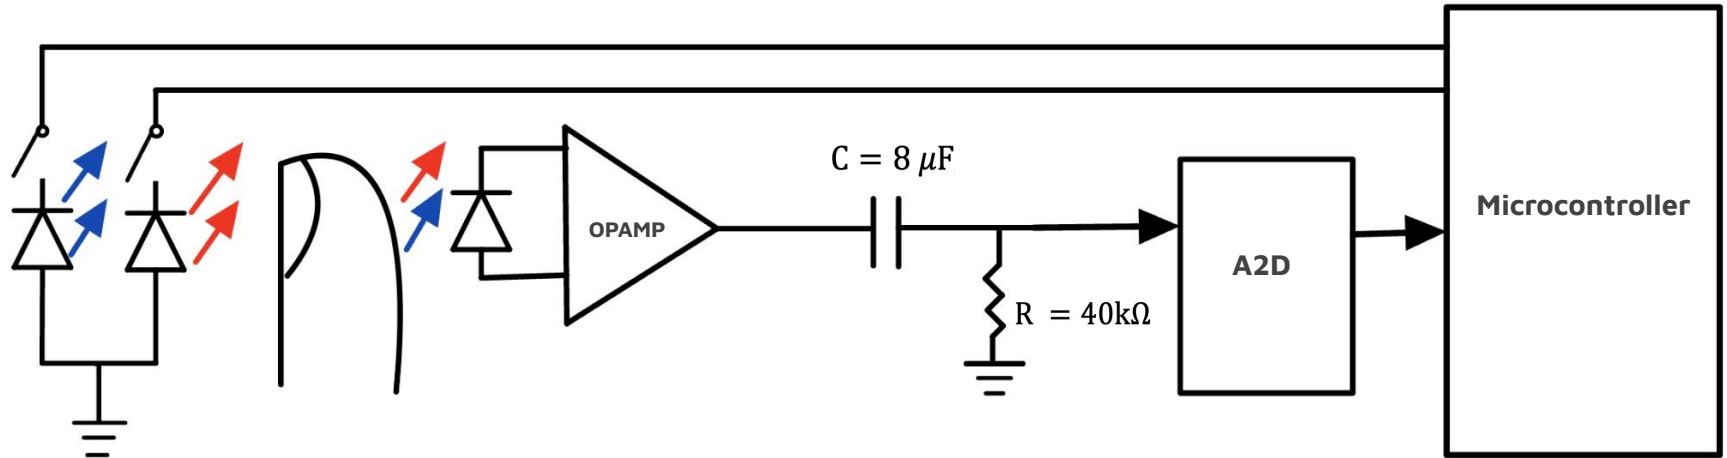 C = 8 μF
OPAMP
Microcontroller
A2D
R = 40kΩ